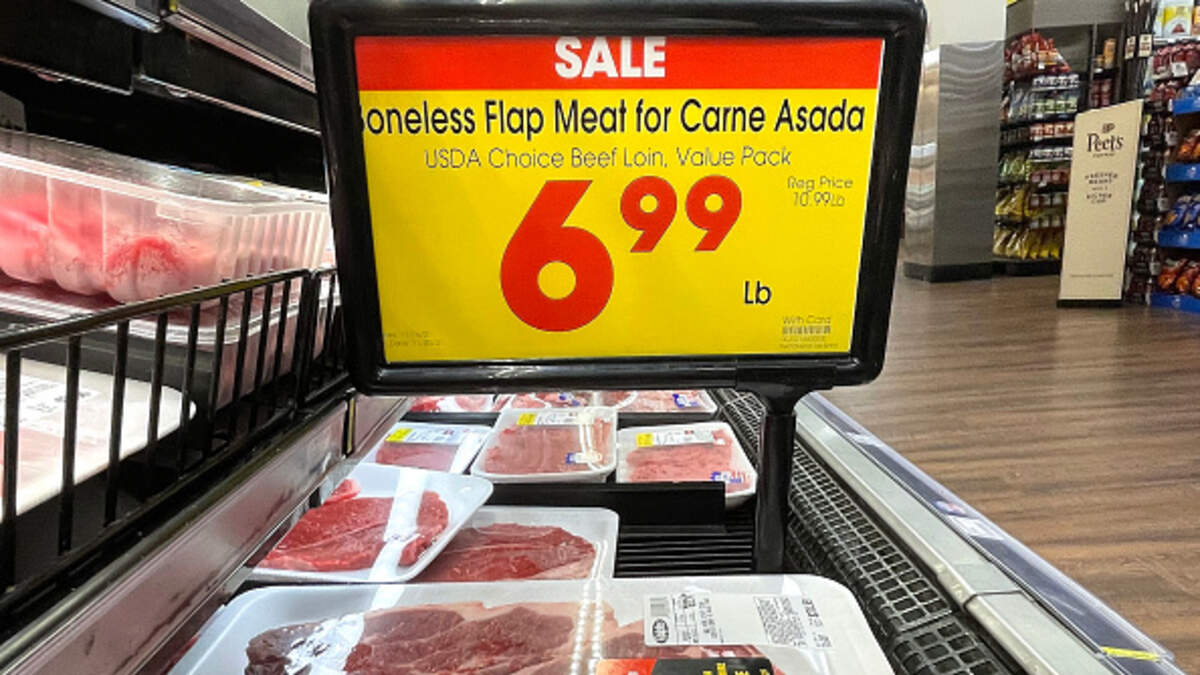 SALE
oneless Flap Meat for Carne Asada
USDA Choice Beef Loin, Value Pack
6 99
Reg Price
10.99Lb
Lb
With Card
Peet's